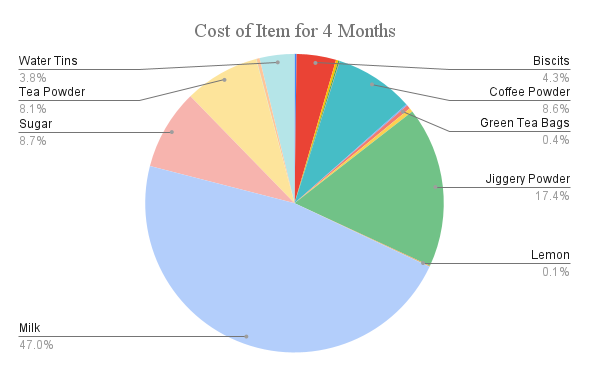 Cost of Item for 4 Months
Water Tins
3.8%
Tea Powder
8.1%
Sugar
8.7%
Milk
47.0%
Biscits
4.3%
Coffee Powder
8.6%
Green Tea Bags
0.4%
Jiggery Powder
17.4%
Lemon
0.1%